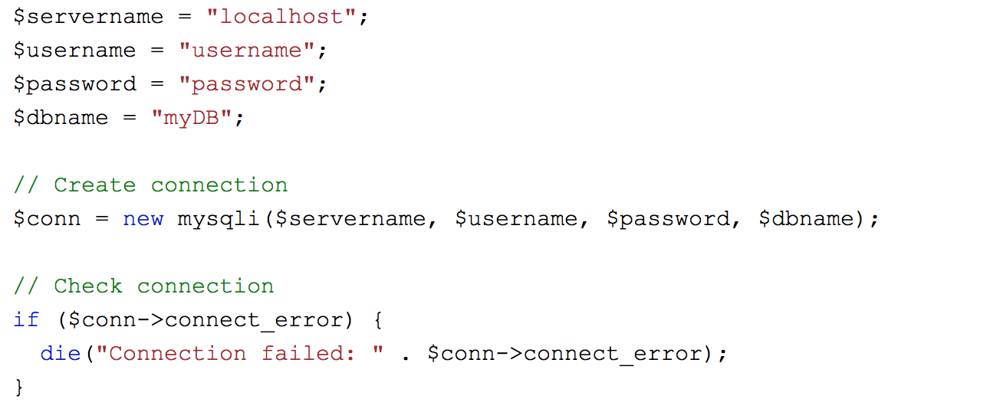 $servername = "localhost";
$username = "username";
$password = "password";
$dbname = "myDB";
// Create connection
$conn = new mysqli($servername, $username, $password, $dbname);
// Check connection
if ($conn->connect_error) {
  die("Connection failed: " . $conn->connect_error);
}